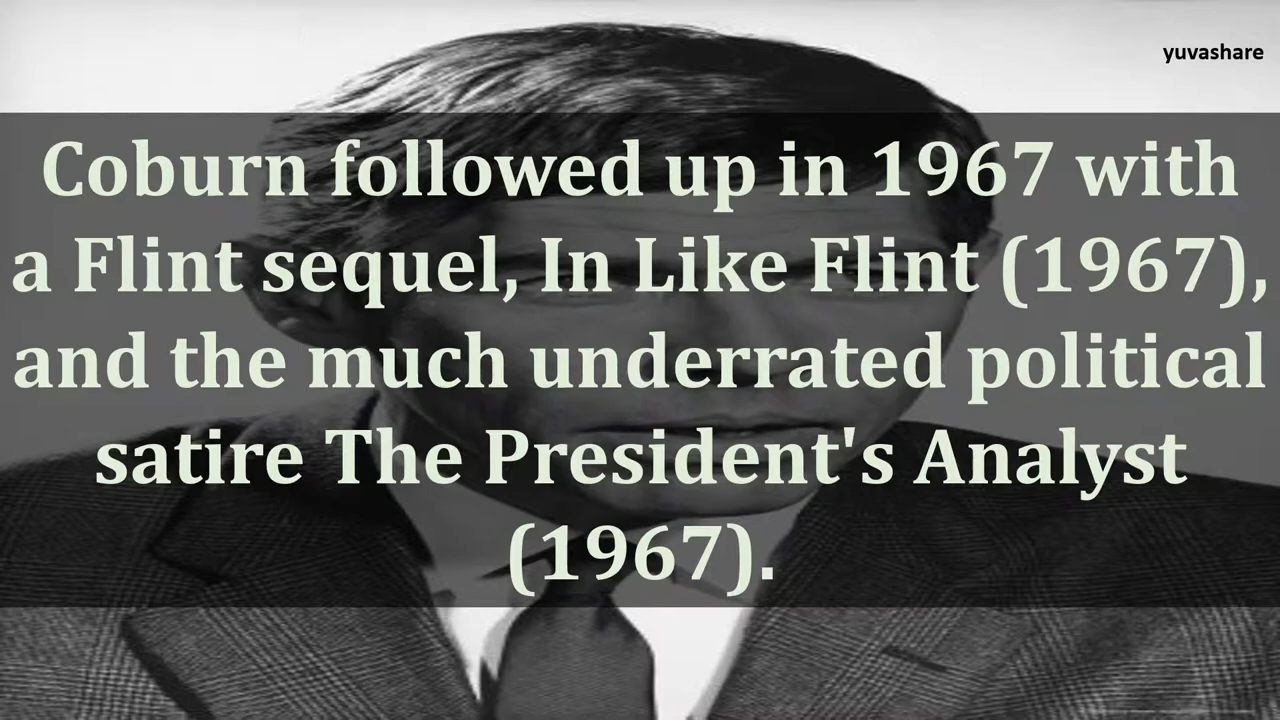 yuvashare
Coburn followed up in 1967 with
a Flint sequel, In Like Flint (1967),
and the much underrated political
satire The President's Analyst
(1967).